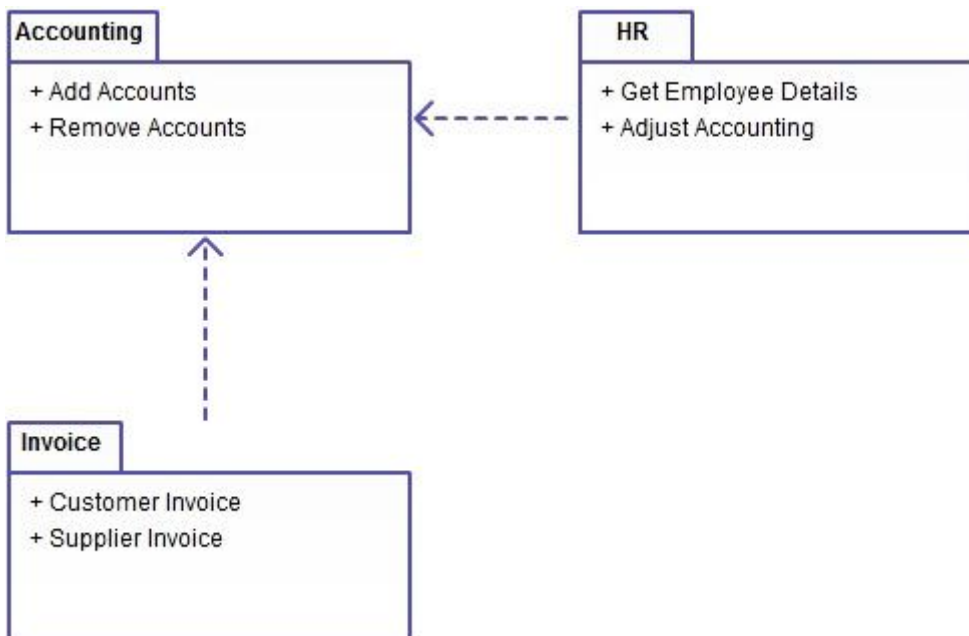 Accounting
+ Add Accounts
+ Remove Accounts
HR
+ Get Employee Details
+ Adjust Accounting
Invoice
+ Customer Invoice
+ Supplier Invoice